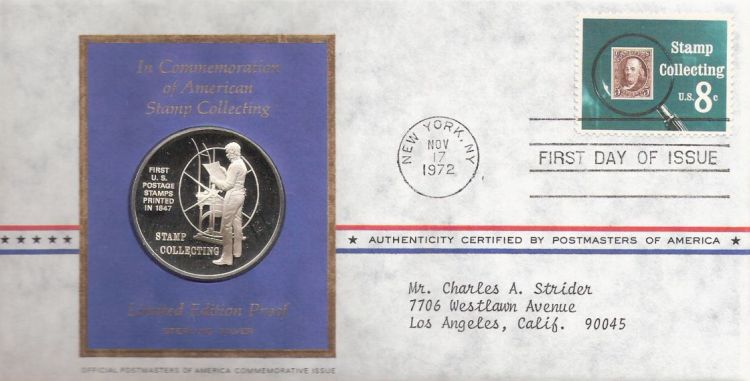 In Commemoration
of American
Stamp Collecting
FIRST
U.S.
POSTAGE
STAMPS
PRINTED
IN 1847
STAMP
COLLECTING
Limited Edition Proof
STERLING SILVER
OFFICIAL POSTMASTERS OF AMERICA COMMEMORATIVE ISSUE
NEW YORK, NY
NOV
17
1972
Stamp
Collecting
U.S. 8c
FIRST DAY OF ISSUE
AUTHENTICITY CERTIFIED BY POSTMASTERS OF AMERICA
Mr. Charles A. Strider
7706 Westlawn Avenue
Los Angeles, Calif. 90045